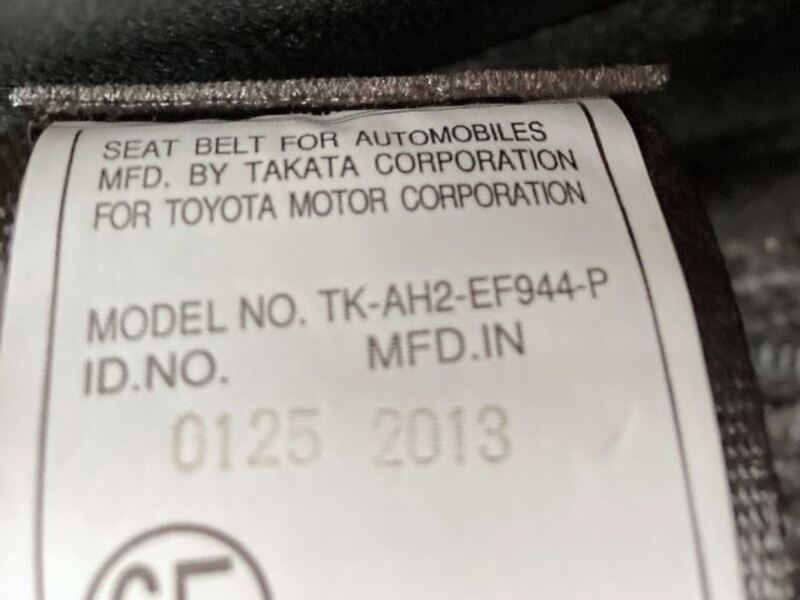 SEAT BELT FOR AUTOMOBILES
MFD. BY TAKATA CORPORATION
FOR TOYOTA MOTOR CORPORATION
MODEL NO. TK-AH2-EF944-P
ID.NO. MFD.IN
0125 2013